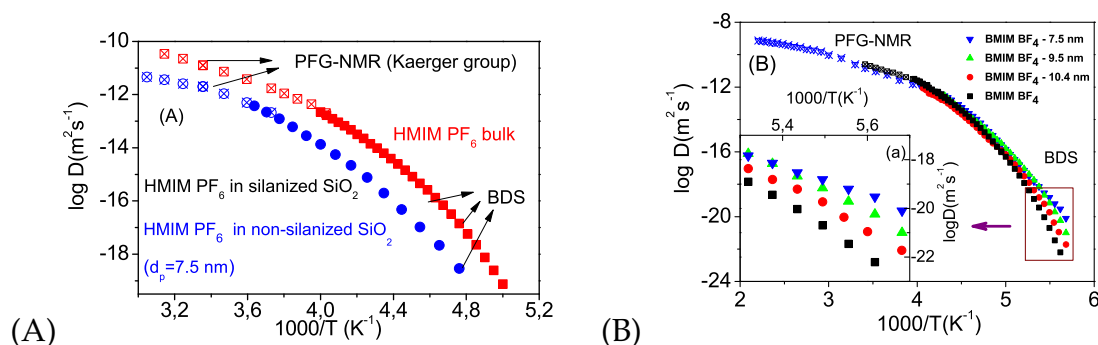 -10
-12
-14
-16
-18
log D(m²s⁻¹)
PFG-NMR (Kaerger group)
(A)
HMIM PF₆ bulk
HMIM PF₆ in silanized SiO₂
BDS
HMIM PF₆ in non-silanized SiO₂
(dₚ=7.5 nm)
3,2 3,6 4,0 4,4 4,8 5,2
1000/T (K⁻¹)
(A)
-8
-12
-16
-20
-24
log D(m²s⁻¹)
PFG-NMR
(B)
BMIM BF₄ - 7.5 nm
BMIM BF₄ - 9.5 nm
BMIM BF₄ - 10.4 nm
BMIM BF₄
1000/T(K⁻¹)
5,4 5,6
(a)
-18
-20
-22
logD(m²s⁻¹)
BDS
2 3 4 5 6
1000/T(K⁻¹)
(B)